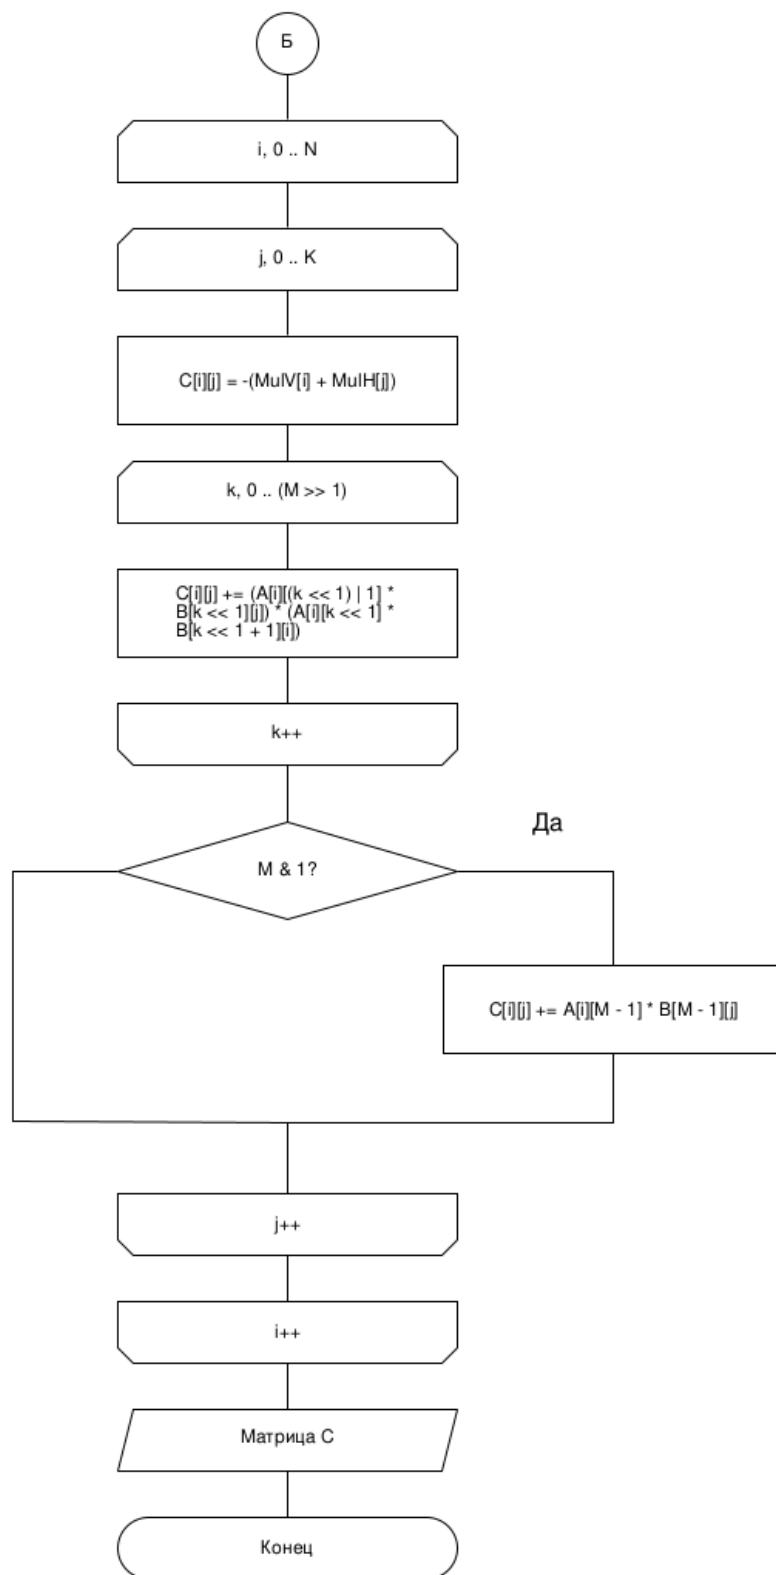 Б
i, 0 .. N
j, 0 .. K
C[i][j] = -(MulV[i] + MulH[j])
k, 0 .. (M >> 1)
C[i][j] += (A[i][(k << 1) | 1] *
B[k << 1][j]) * (A[i][k << 1] *
B[k << 1 + 1][i])
k++
Да
M & 1?
C[i][j] += A[i][M - 1] * B[M - 1][j]
j++
i++
Матрица C
Конец